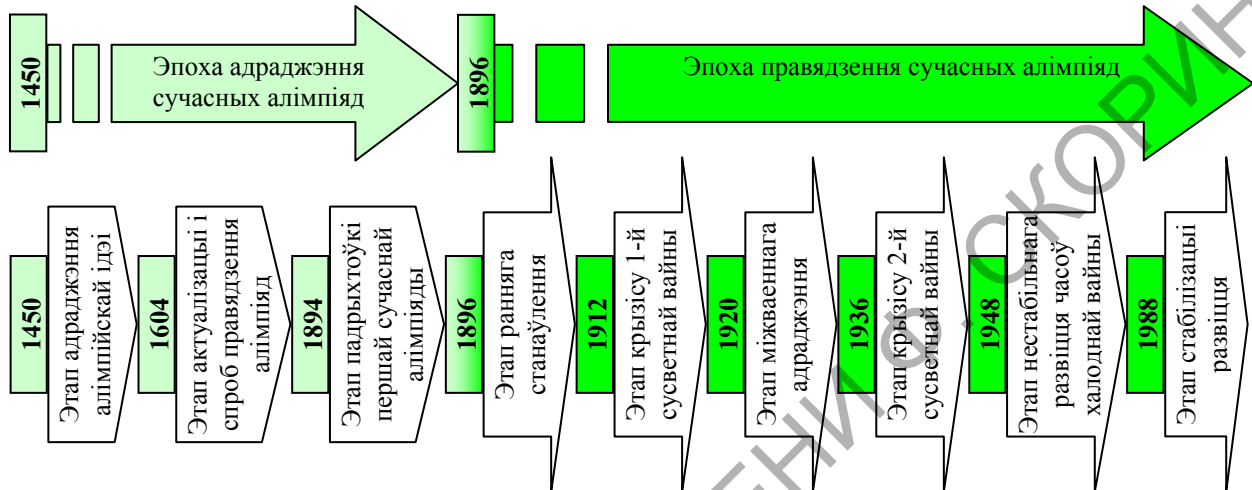 1450
Эпоха адраджэння
сучасных алімпіяд
1896
Эпоха правядзення сучасных алімпіяд
1450
Этап адраджэння
алімпійскай ідэі
1604
Этап актуалізацыі і
спроб правядзення
алімпіяд
1894
Этап падрыхтоўкі
першай сучаснай
алімпіяды
1896
Этап ранняга
станаўлення
1912
Этап крызісу 1-й
сусветнай вайны
1920
Этап міжваеннага
адраджэння
1936
Этап крызісу 2-й
сусветнай вайны
1948
Этап нестабільнага
развіцця часоў
халоднай вайны
1988
Этап стабілізацыі
развіцця
Ф. СКОРИН